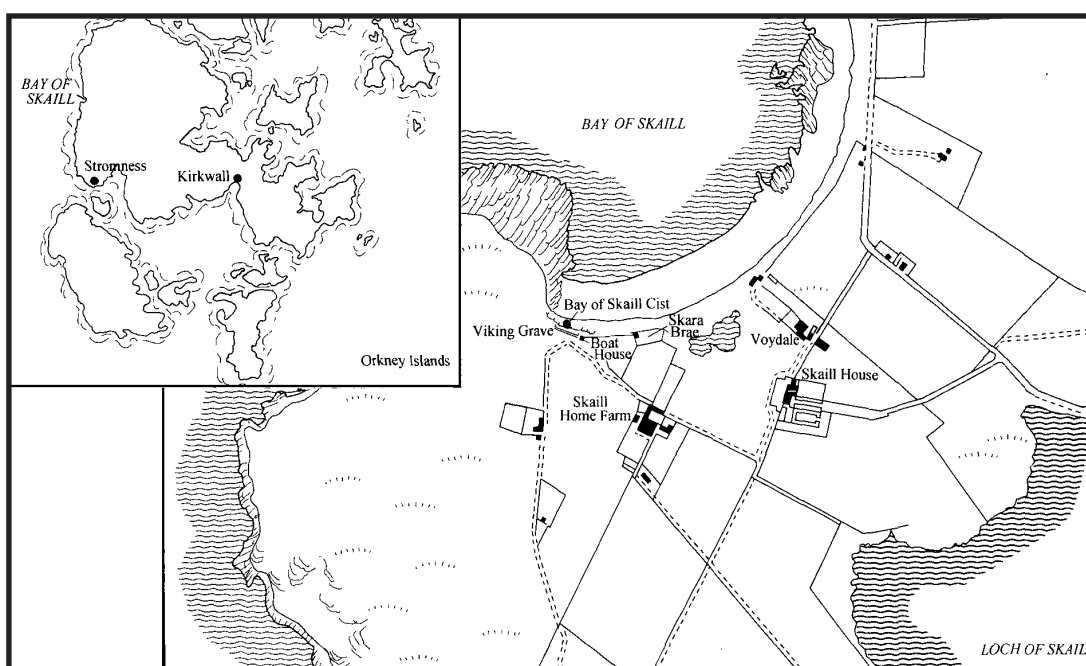 BAY OF
SKAILL
Stromness
Kirkwall
Orkney Islands
BAY OF SKAILL
Bay of Skaill Cist
Viking Grave
Boat
House
Skara
Brae
Voydale
Skaill House
Skaill
Home Farm
LOCH OF SKAIL